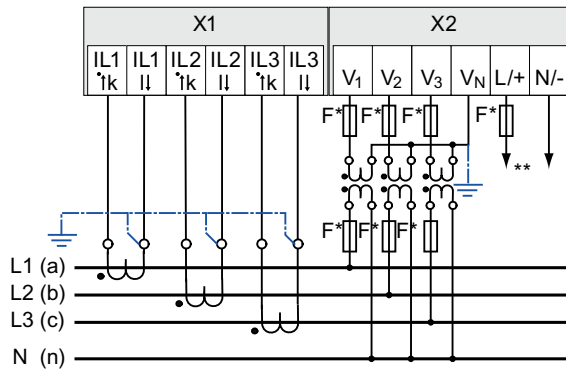 X1 X2
IL1 IL1 IL2 IL2 IL3 IL3 V1 V2 V3 VN L/+ N/-
k l k l k l
F* F* F* F*
**
F* F* F*
L1 (a)
L2 (b)
L3 (c)
N (n)